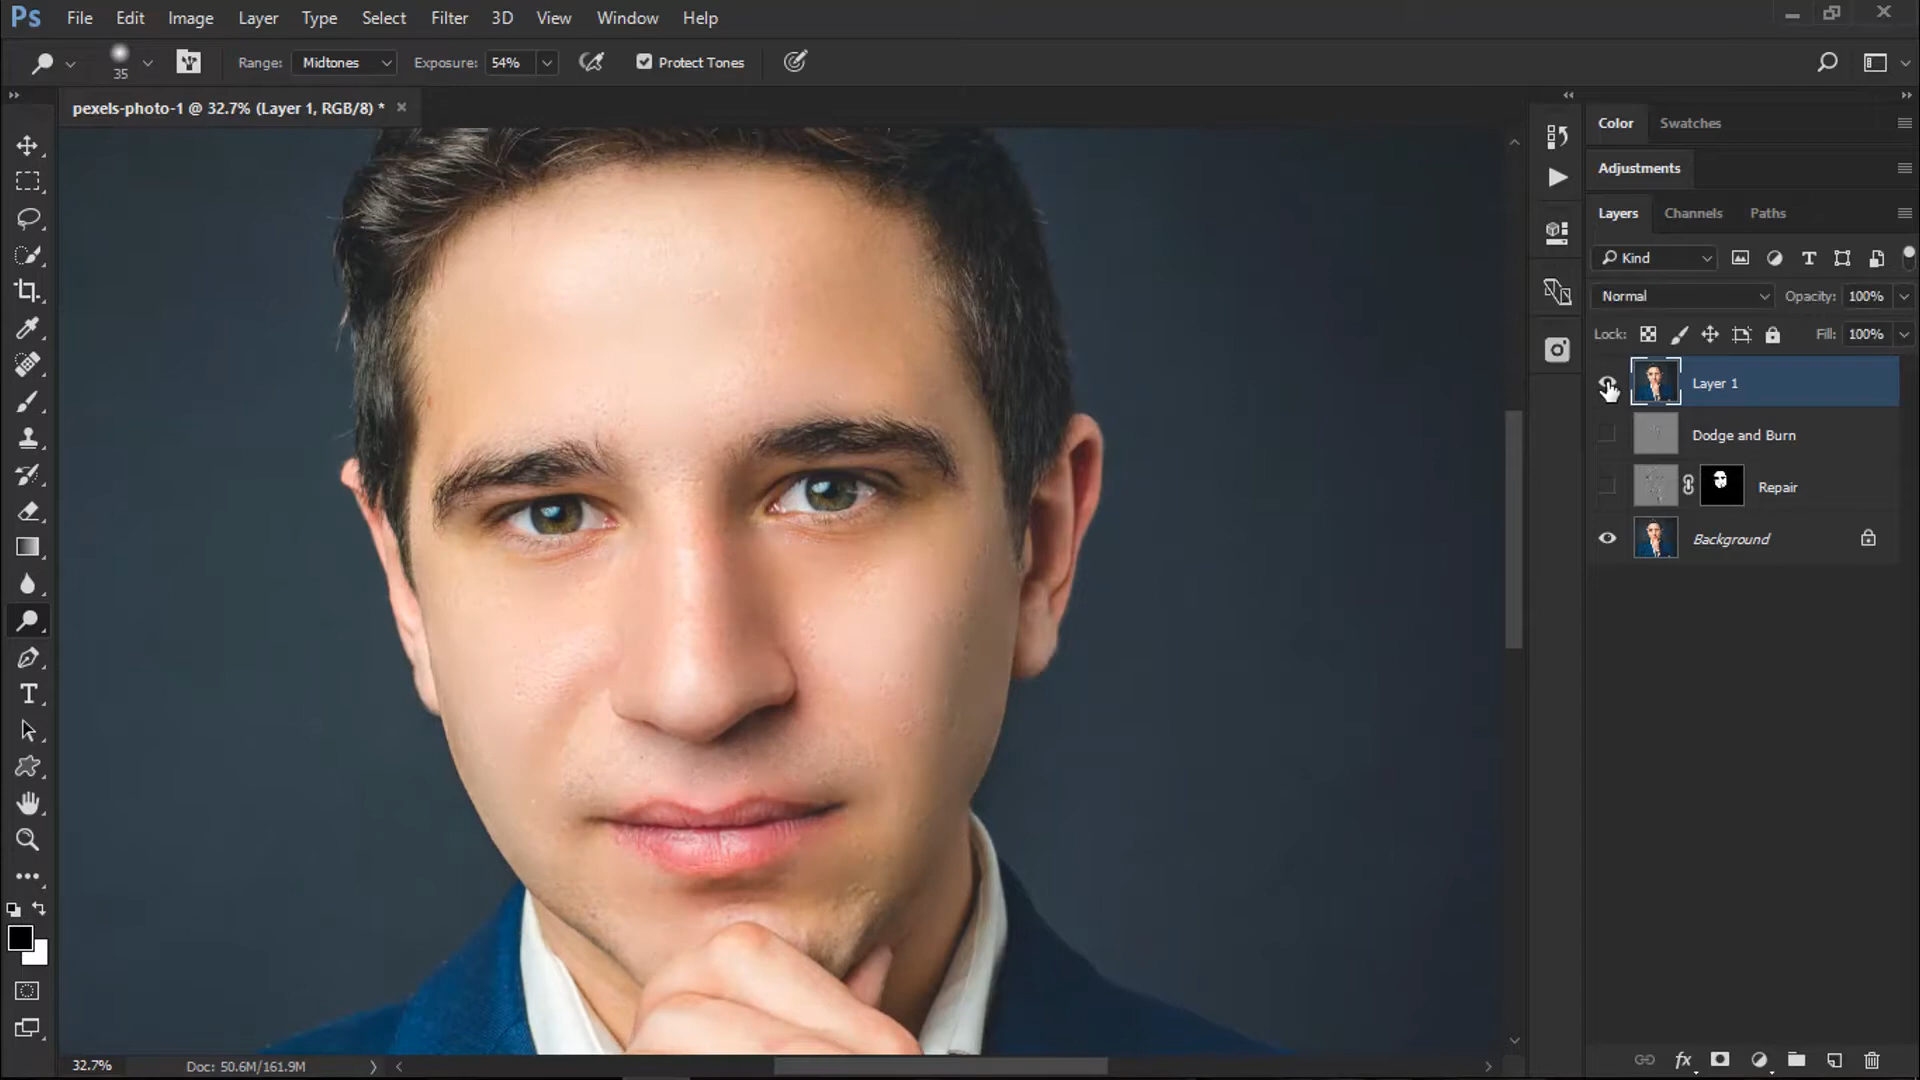 Ps File Edit Image Layer Type Select Filter 3D View Window Help
35 Range: Midtones Exposure: 54% Protect Tones
pexels-photo-1 @ 32.7% (Layer 1, RGB/8) *
Color Swatches
Adjustments
Layers Channels Paths
Kind
Normal Opacity: 100%
Lock: Fill: 100%
Layer 1
Dodge and Burn
Repair
Background
32.7% Doc: 50.6M/161.9M